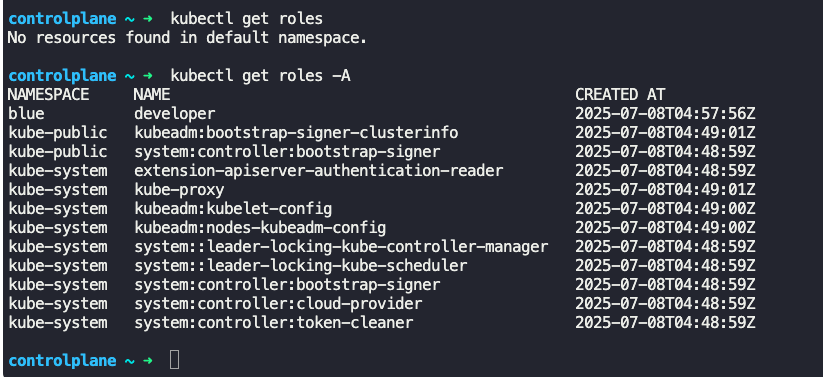 controlplane ~ ➜  kubectl get roles
No resources found in default namespace.
controlplane ~ ➜  kubectl get roles -A
NAMESPACE     NAME                                             CREATED AT
blue          developer                                        2025-07-08T04:57:56Z
kube-public   kubeadm:bootstrap-signer-clusterinfo             2025-07-08T04:49:01Z
kube-public   system:controller:bootstrap-signer               2025-07-08T04:48:59Z
kube-system   extension-apiserver-authentication-reader        2025-07-08T04:48:59Z
kube-system   kube-proxy                                       2025-07-08T04:49:01Z
kube-system   kubeadm:kubelet-config                           2025-07-08T04:49:00Z
kube-system   kubeadm:nodes-kubeadm-config                     2025-07-08T04:49:00Z
kube-system   system::leader-locking-kube-controller-manager   2025-07-08T04:48:59Z
kube-system   system::leader-locking-kube-scheduler            2025-07-08T04:48:59Z
kube-system   system:controller:bootstrap-signer               2025-07-08T04:48:59Z
kube-system   system:controller:cloud-provider                 2025-07-08T04:48:59Z
kube-system   system:controller:token-cleaner                  2025-07-08T04:48:59Z
controlplane ~ ➜